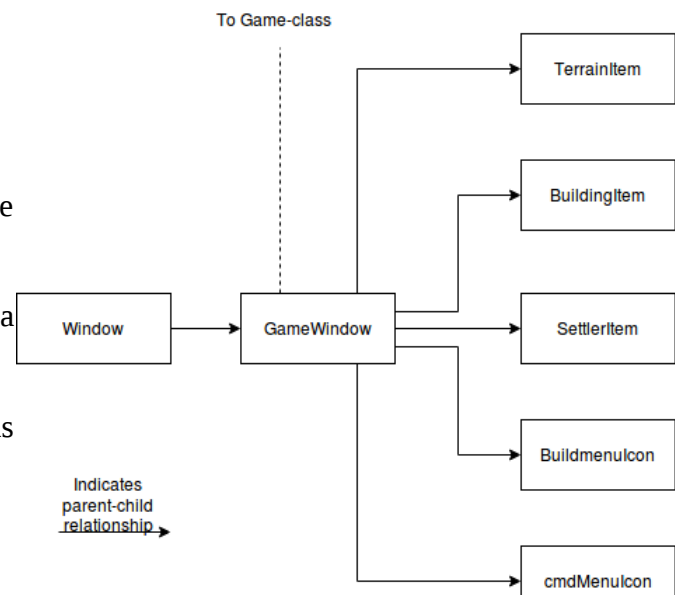 To Game-class
TerrainItem
e
BuildingItem
a
Window
GameWindow
SettlerItem
s
BuildmenuIcon
Indicates
parent-child
relationship
cmdMenuIcon